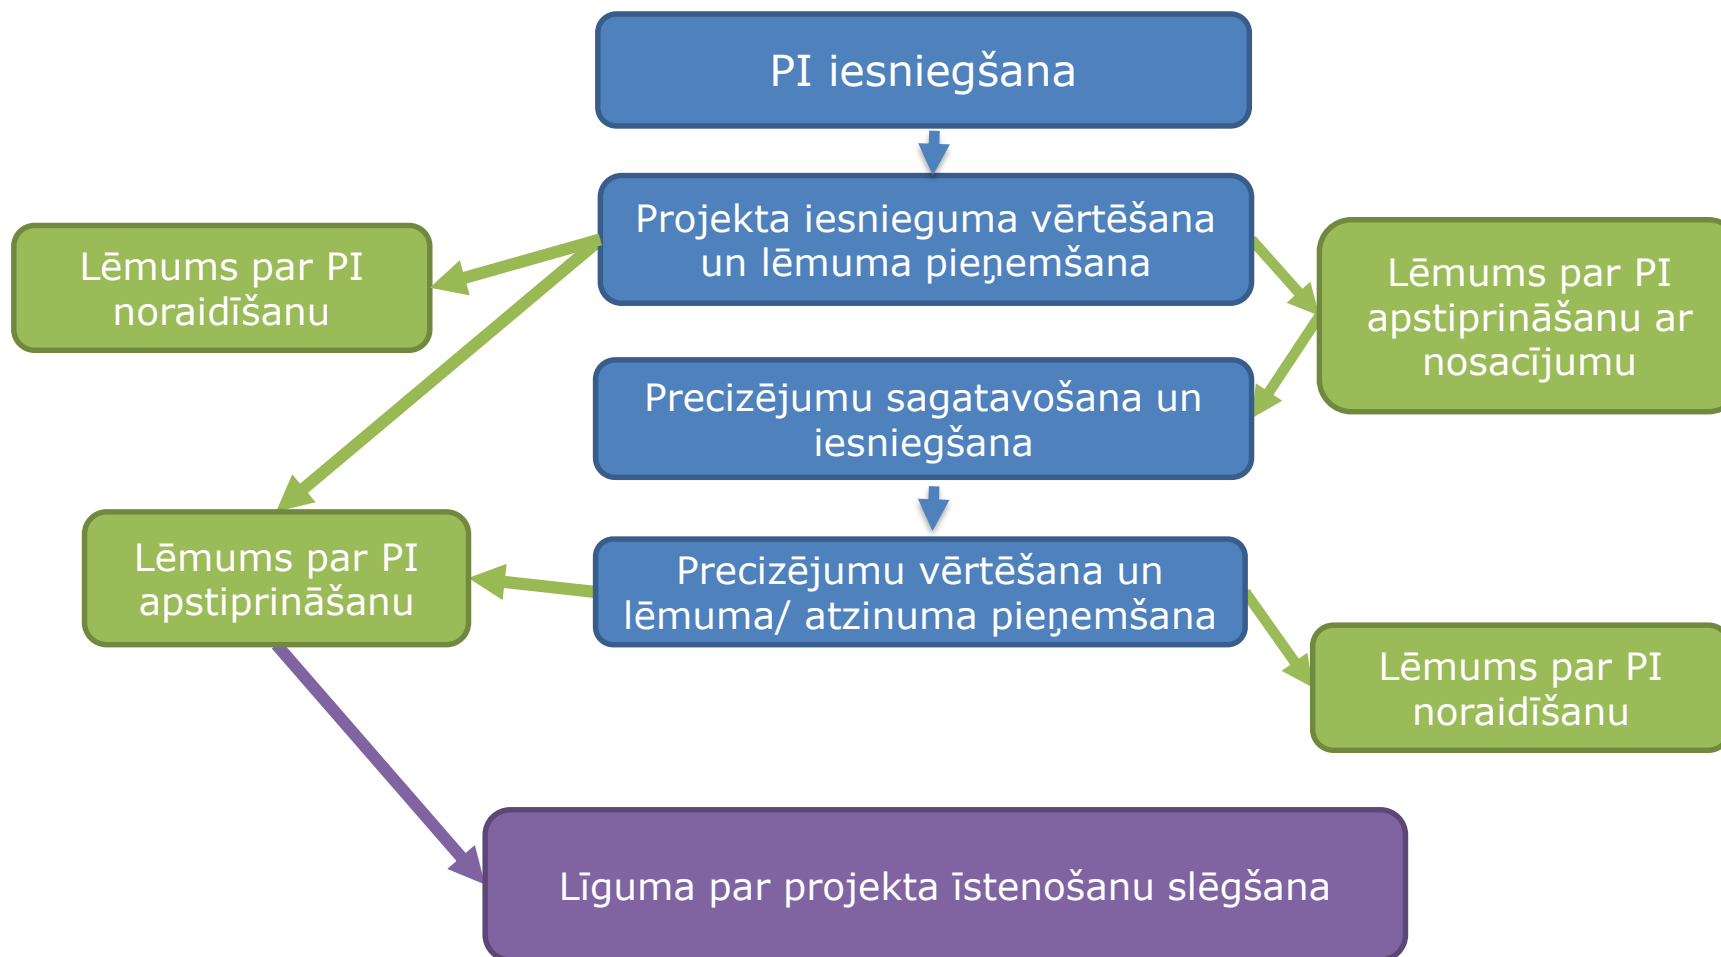 PI iesniegšana
Projekta iesnieguma vērtēšana
un lēmuma pieņemšana
Lēmums par PI
noraidīšanu
Lēmums par PI
apstiprināšanu ar
nosacījumu
Precizējumu sagatavošana un
iesniegšana
Lēmums par PI
apstiprināšanu
Precizējumu vērtēšana un
lēmuma/ atzinuma pieņemšana
Lēmums par PI
noraidīšanu
Līguma par projekta īstenošanu slēgšana